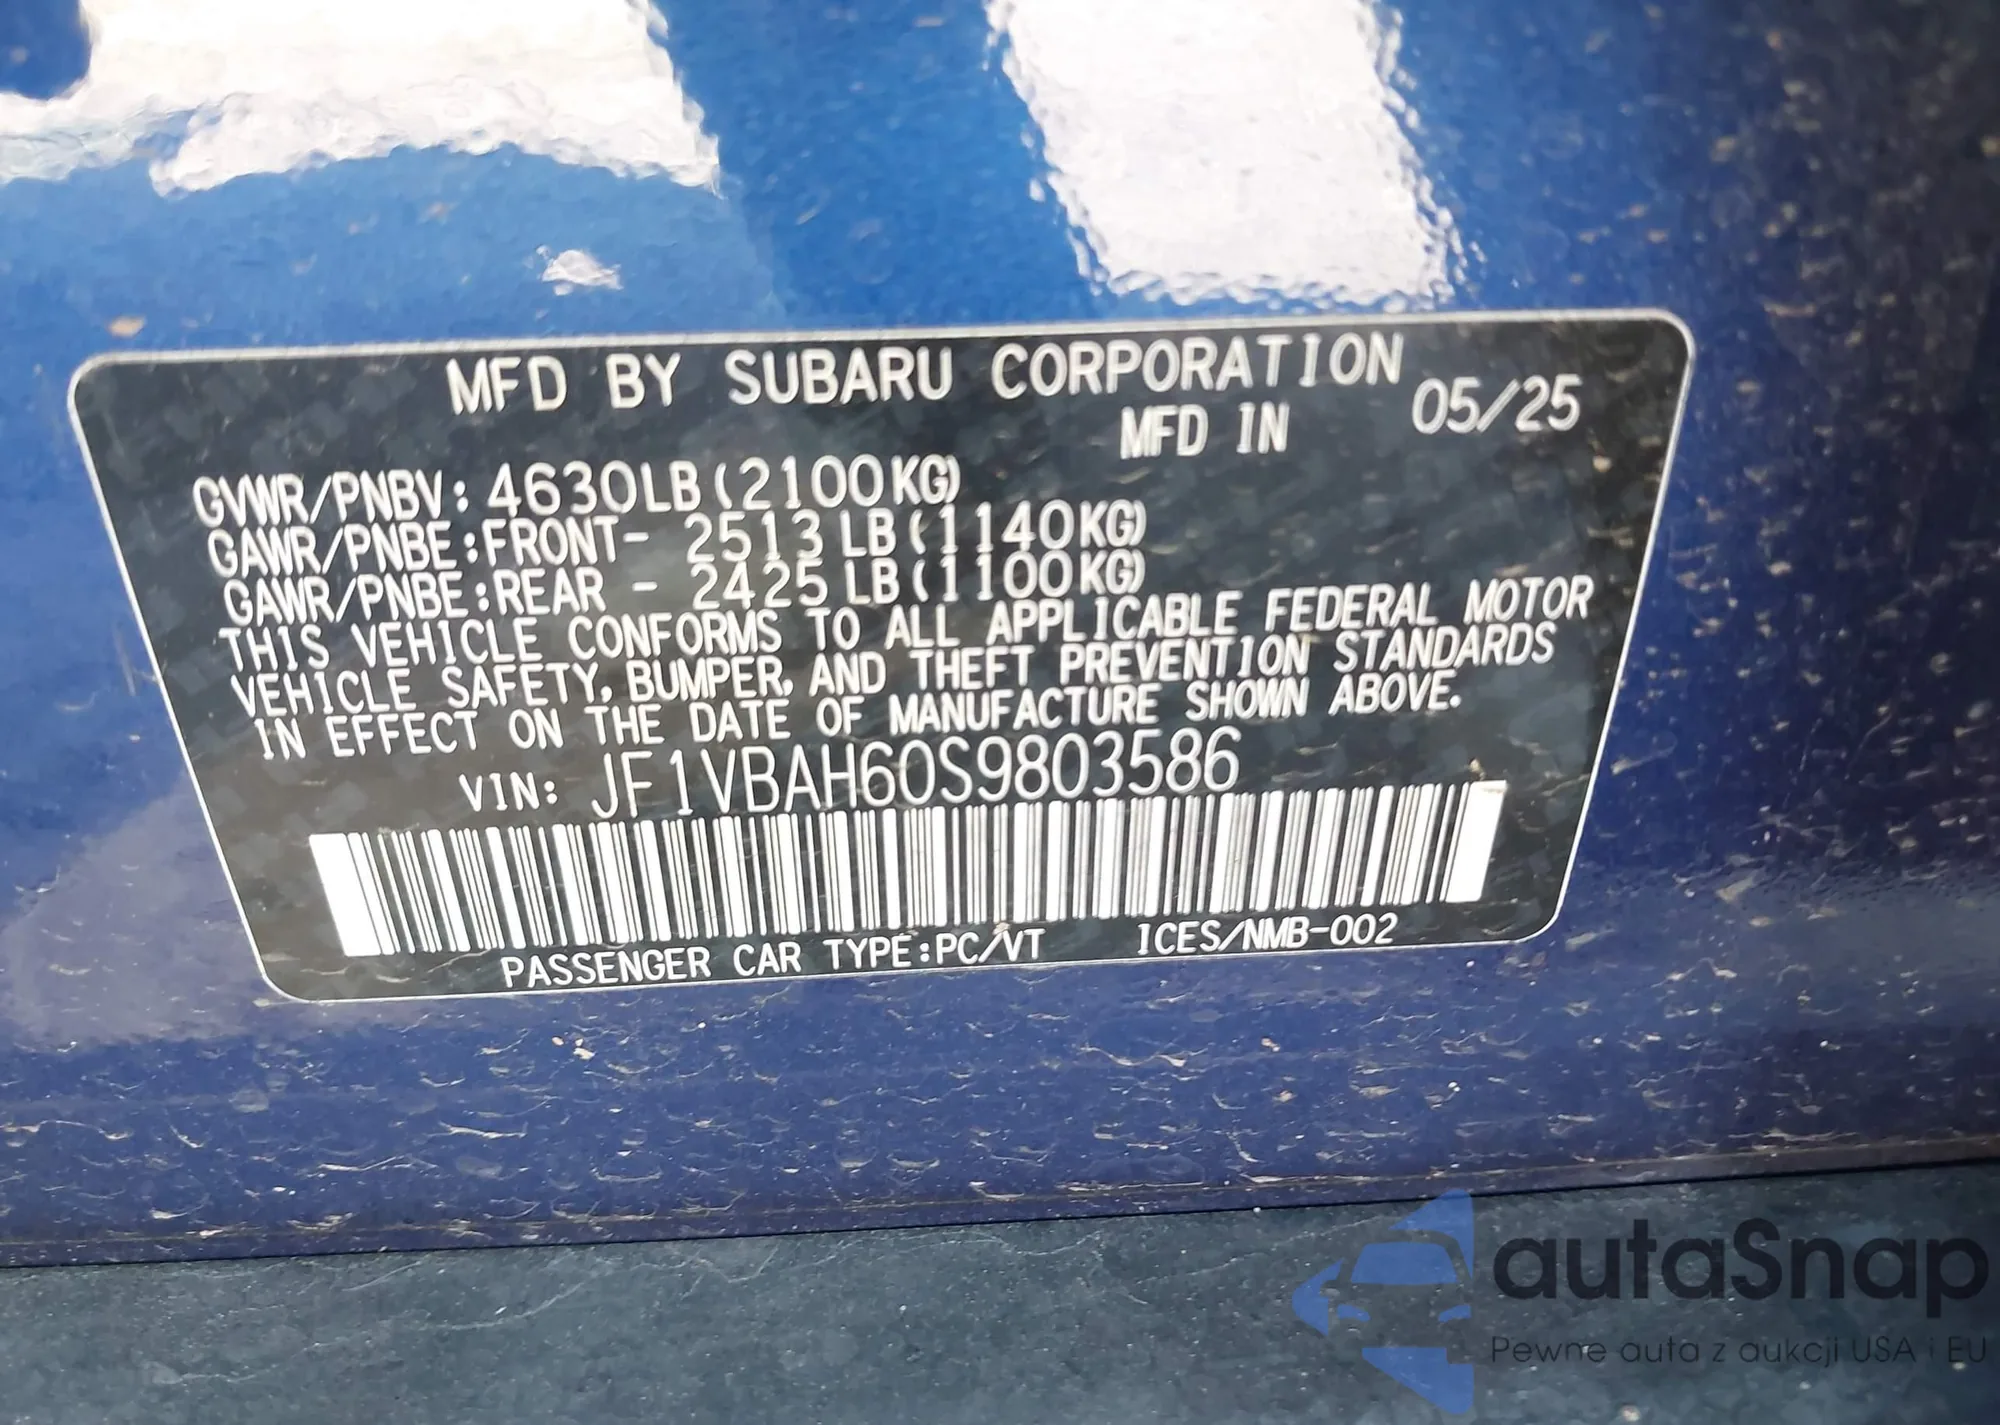 MFD BY SUBARU CORPORATION
MFD IN 05/25
GVWR/PNBV: 4630LB(2100KG)
GAWR/PNBE:FRONT- 2513LB(1140KG)
GAWR/PNBE:REAR - 2425LB(1100KG)
THIS VEHICLE CONFORMS TO ALL APPLICABLE FEDERAL MOTOR
VEHICLE SAFETY, BUMPER, AND THEFT PREVENTION STANDARDS
IN EFFECT ON THE DATE OF MANUFACTURE SHOWN ABOVE.
VIN: JF1VBAH60S9803586
PASSENGER CAR TYPE:PC/VT ICES/NMB-002
autaSnap
Pewne auta z aukcji USA i EU